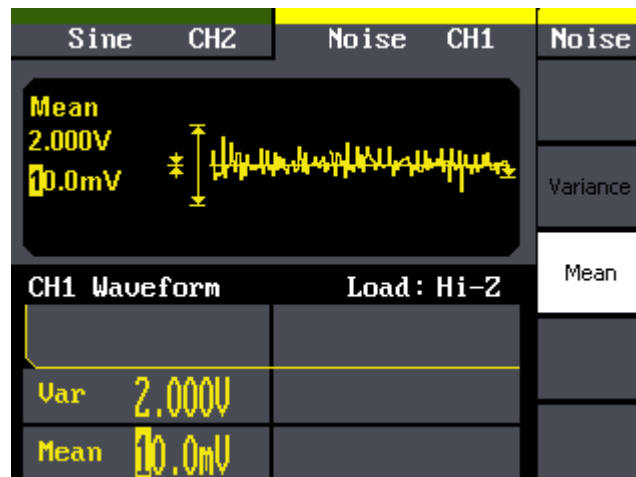 Sine CH2 Noise CH1 Noise
Mean
2.000V
10.0mV
Variance
Mean
CH1 Waveform Load: Hi-Z
Var 2.000V
Mean 10.0mV